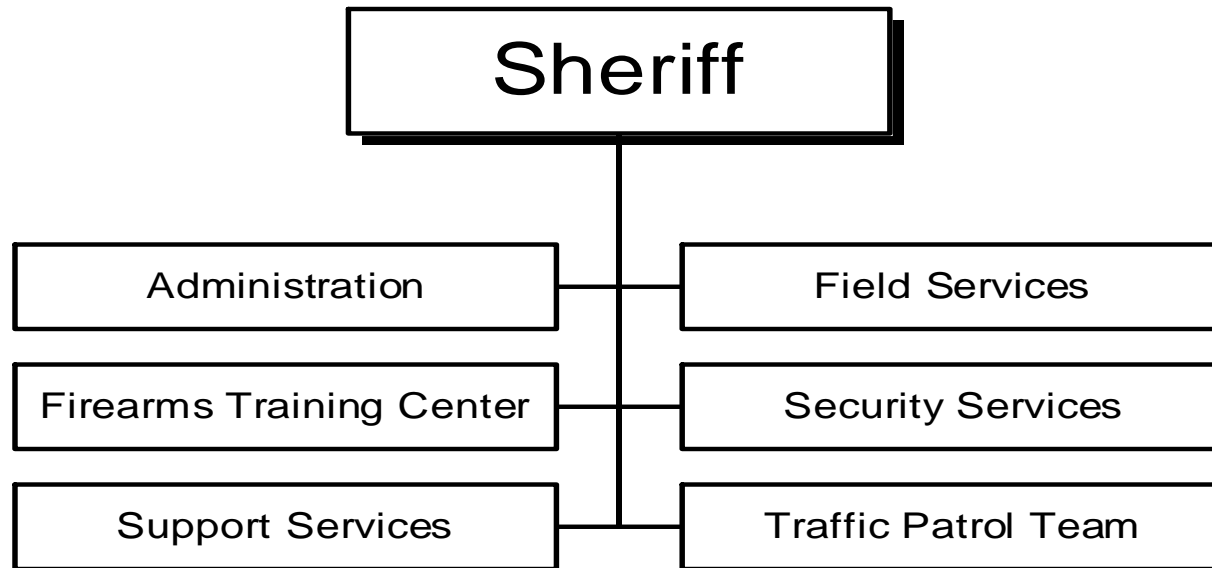 Sheriff
Administration
Field Services
Firearms Training Center
Security Services
Support Services
Traffic Patrol Team